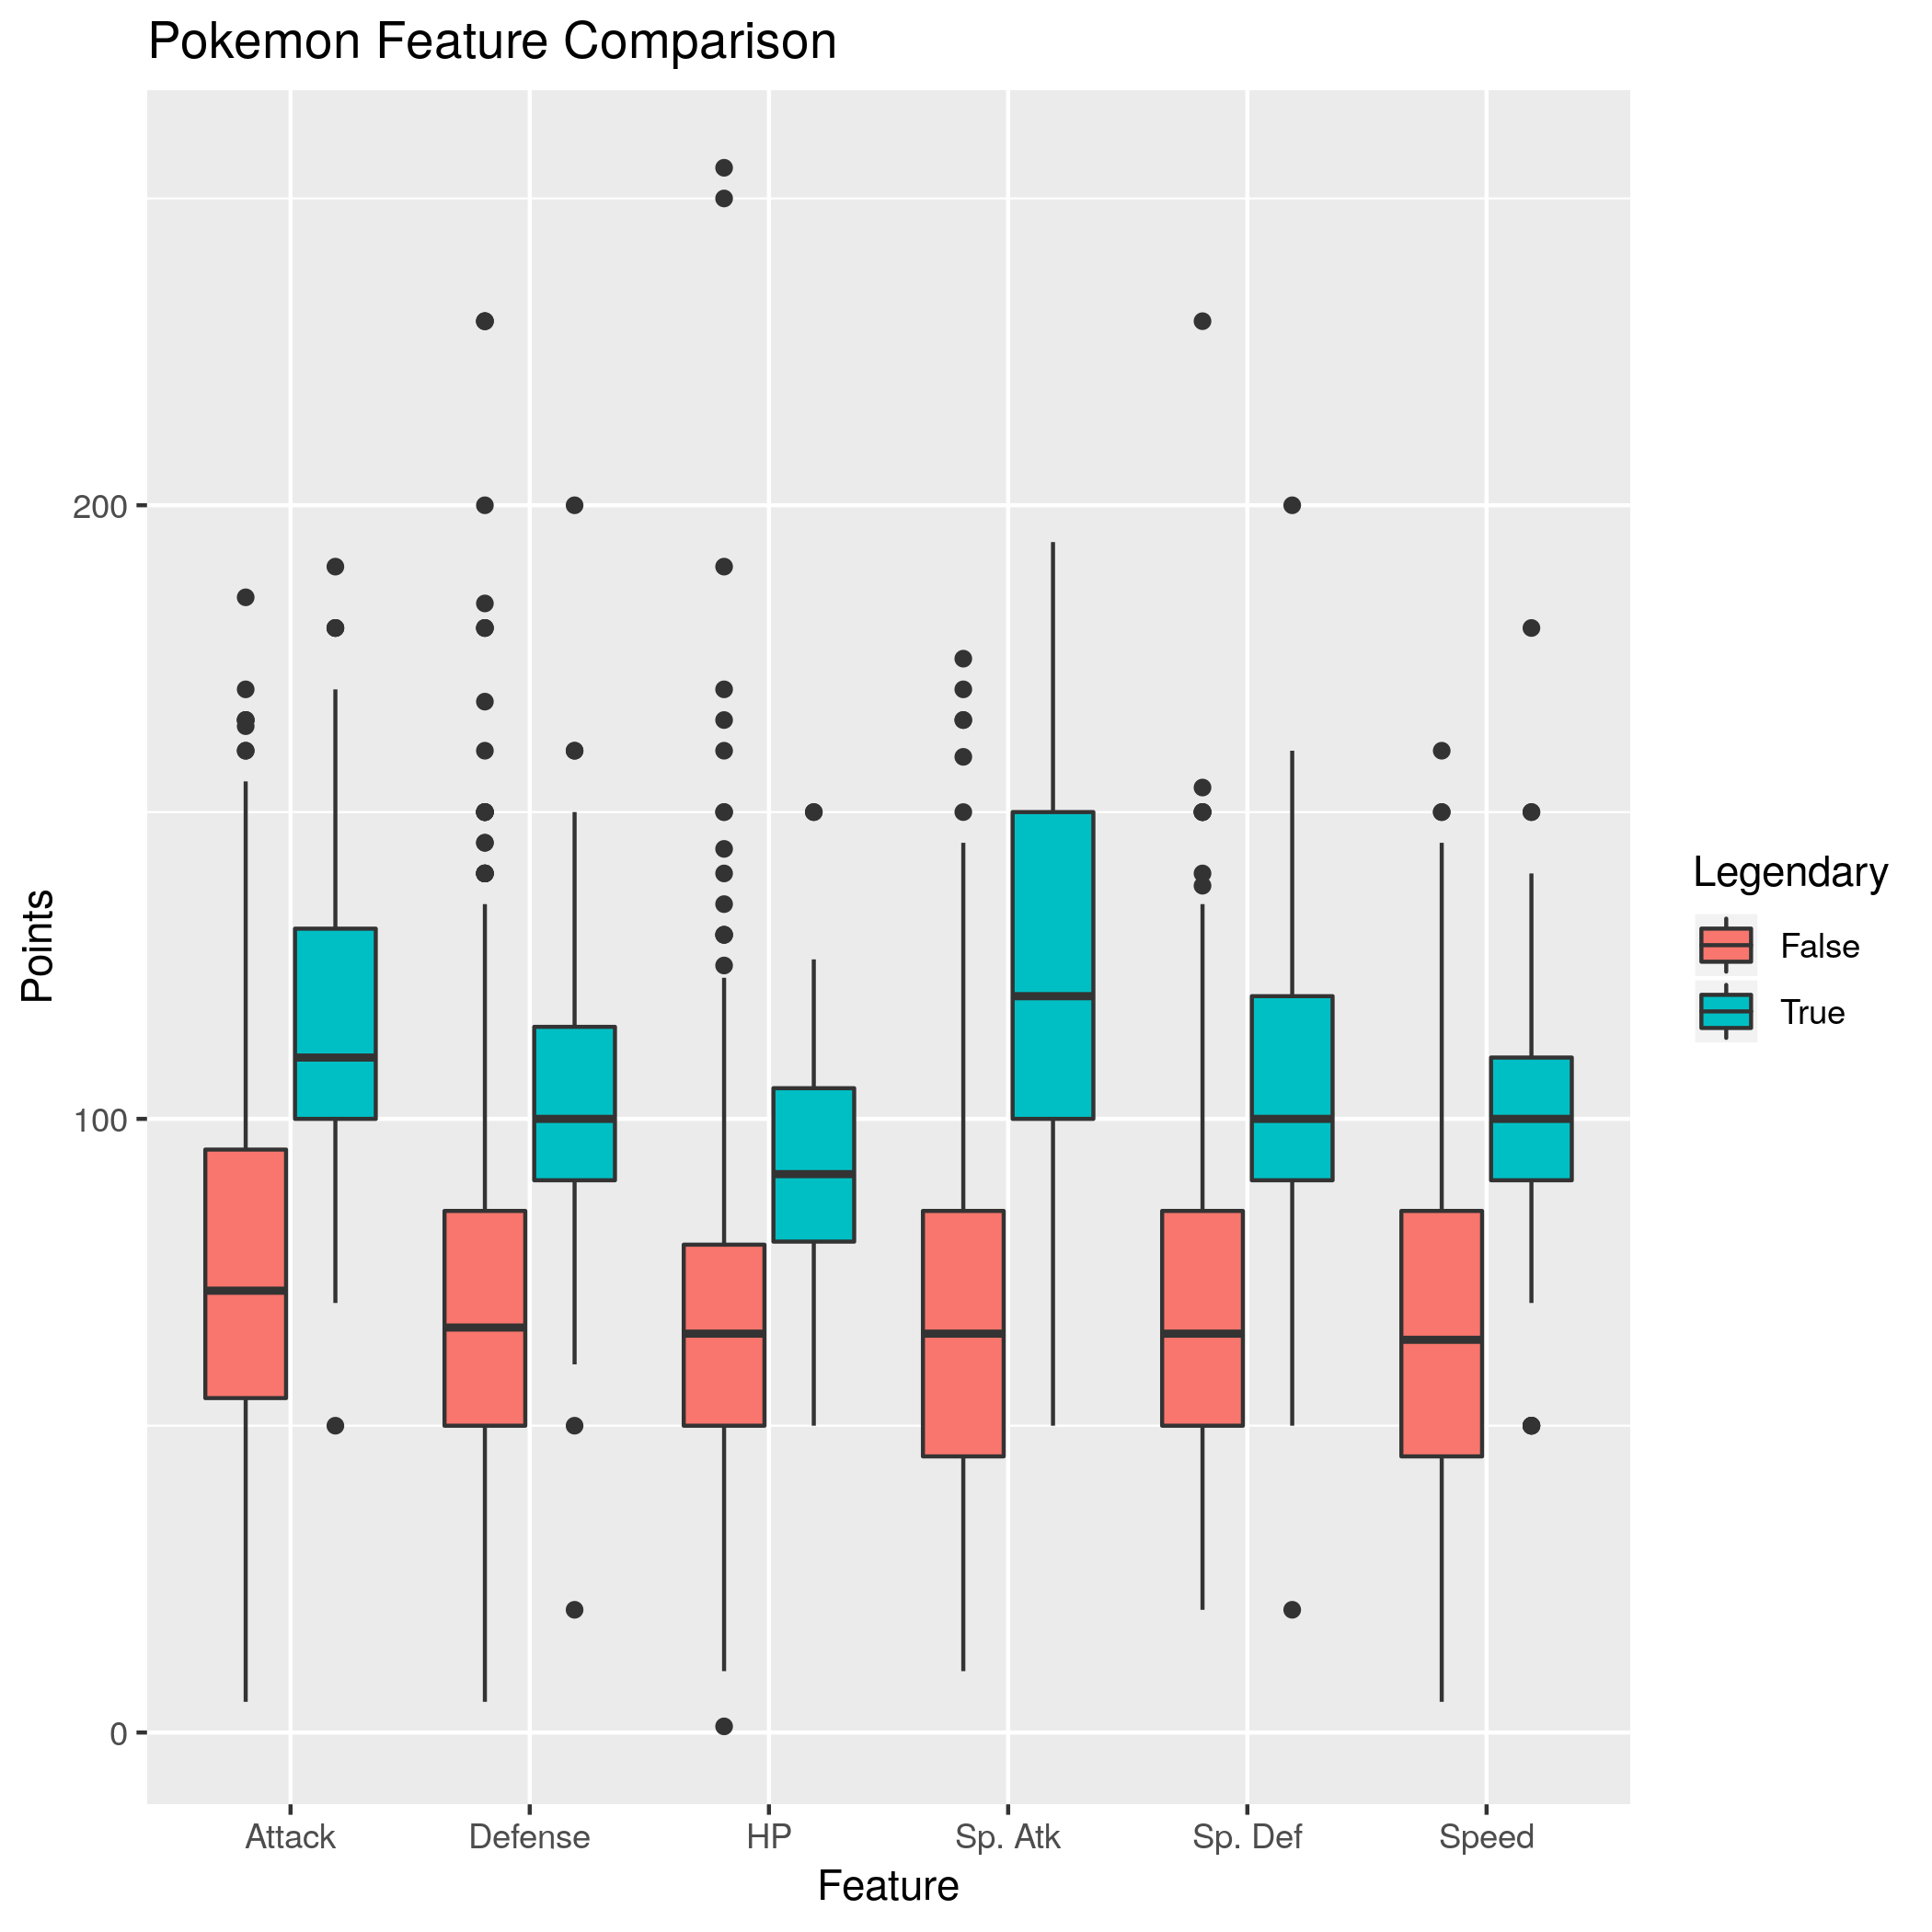 Pokemon Feature Comparison
Points
200
100
0
Attack Defense HP Sp. Atk Sp. Def Speed
Feature
Legendary
False
True